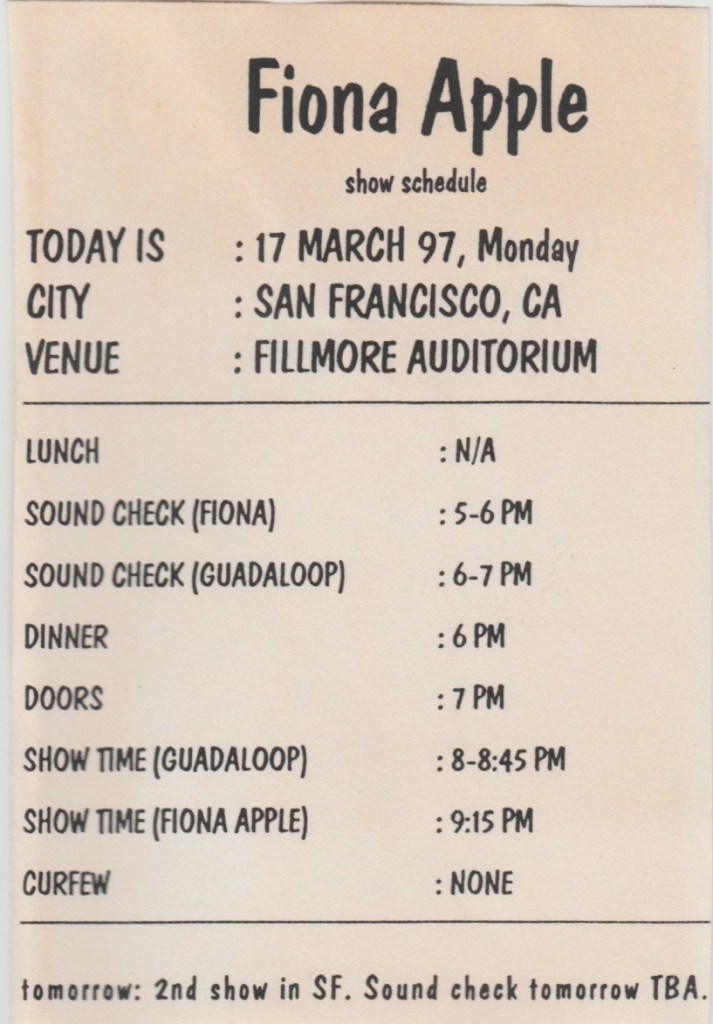 Fiona Apple
show schedule
TODAY IS : 17 MARCH 97, Monday
CITY : SAN FRANCISCO, CA
VENUE : FILLMORE AUDITORIUM
LUNCH : N/A
SOUND CHECK (FIONA) : 5-6 PM
SOUND CHECK (GUADALOOP) : 6-7 PM
DINNER : 6 PM
DOORS : 7 PM
SHOW TIME (GUADALOOP) : 8-8:45 PM
SHOW TIME (FIONA APPLE) : 9:15 PM
CURFEW : NONE
tomorrow: 2nd show in SF. Sound check tomorrow TBA.